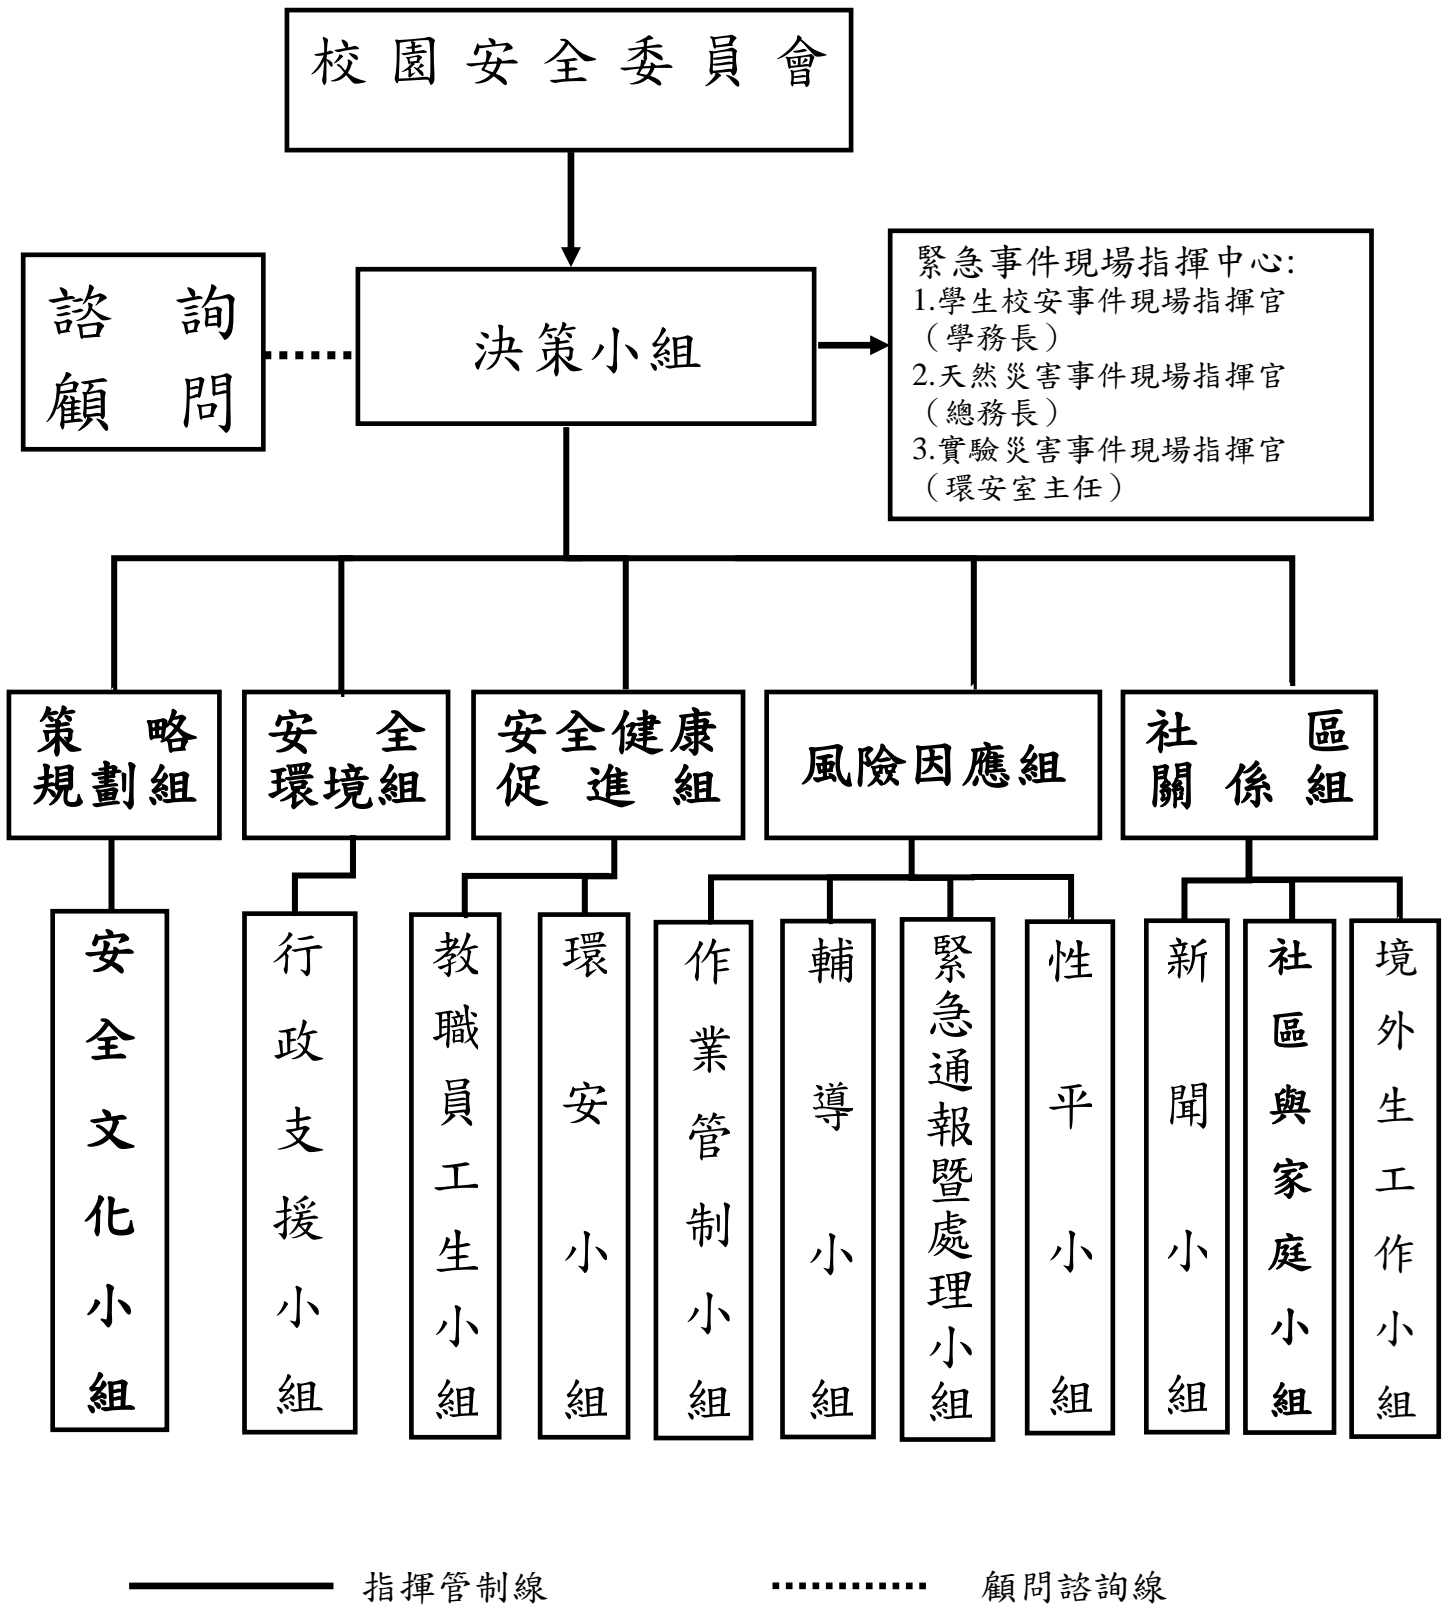 校園安全委員會
諮詢
顧問
決策小組
緊急事件現場指揮中心:
1.學生校安事件現場指揮官
（學務長）
2.天然災害事件現場指揮官
（總務長）
3.實驗災害事件現場指揮官
（環安室主任）
策略
規劃組
安全
環境組
安全健康
促進組
風險因應組
社區
關係組
安全文化小組
行政支援小組
教職員工生小組
環安小組
作業管制小組
輔導小組
緊急通報暨處理小組
性平小組
新聞小組
社區與家庭小組
境外生工作小組
指揮管制線
顧問諮詢線